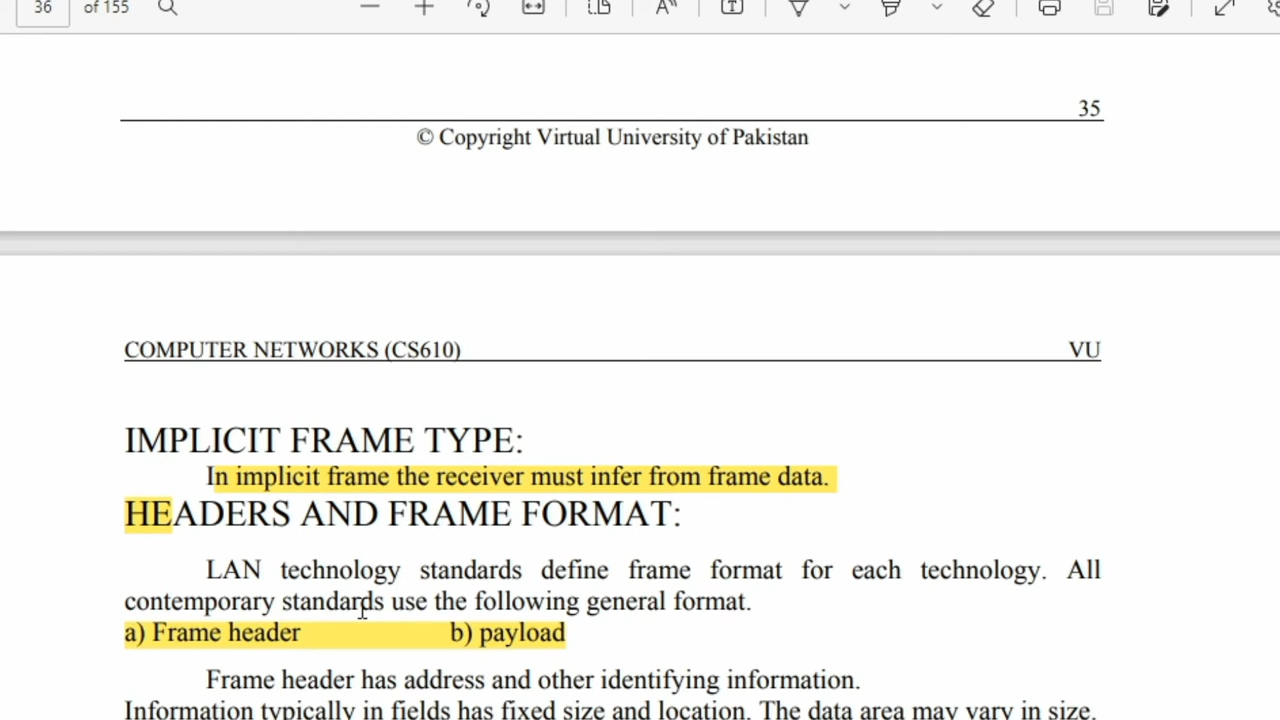 36 of 155
35
© Copyright Virtual University of Pakistan
COMPUTER NETWORKS (CS610) VU
IMPLICIT FRAME TYPE:
In implicit frame the receiver must infer from frame data.
HEADERS AND FRAME FORMAT:
LAN technology standards define frame format for each technology. All
contemporary standards use the following general format.
a) Frame header b) payload
Frame header has address and other identifying information.
Information typically in fields has fixed size and location. The data area may vary in size.